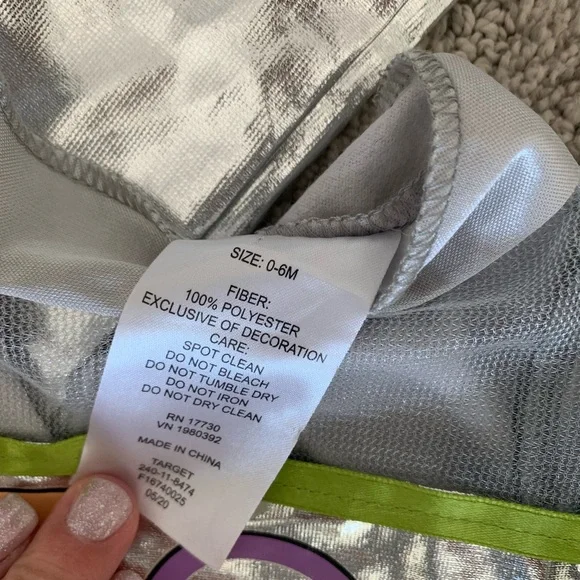 SIZE: 0-6M
FIBER:
100% POLYESTER
EXCLUSIVE OF DECORATION
CARE:
SPOT CLEAN
DO NOT BLEACH
DO NOT TUMBLE DRY
DO NOT IRON
DO NOT DRY CLEAN
RN 17730
VN 1980392
MADE IN CHINA
TARGET
240-11-8474
F16740025
05/20